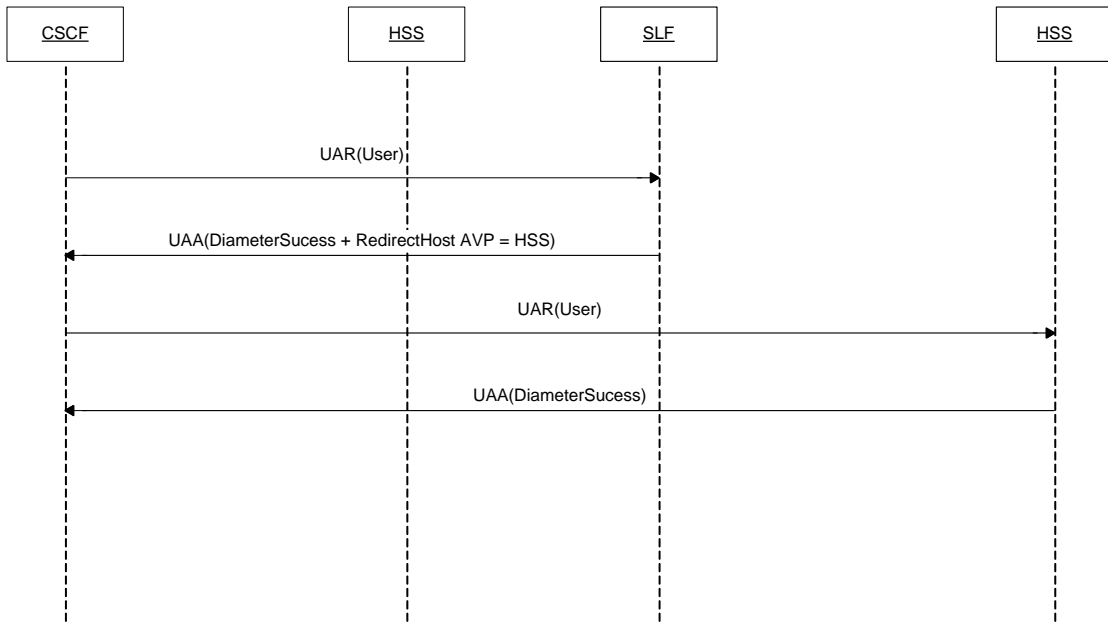 CSCF
HSS
SLF
HSS
UAR(User)
UAA(DiameterSucess + RedirectHost AVP = HSS)
UAR(User)
UAA(DiameterSucess)